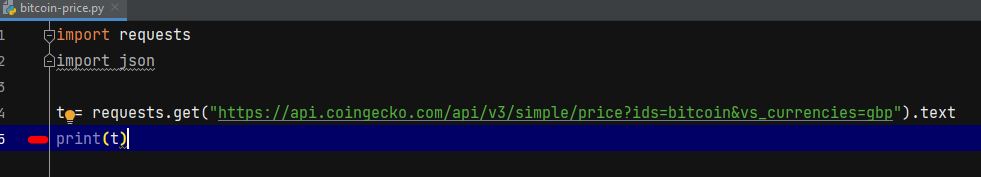 bitcoin-price.py
1 import requests
2 import json
3
4 t = requests.get("https://api.coingecko.com/api/v3/simple/price?ids=bitcoin&vs_currencies=gbp").text
5 print(t)